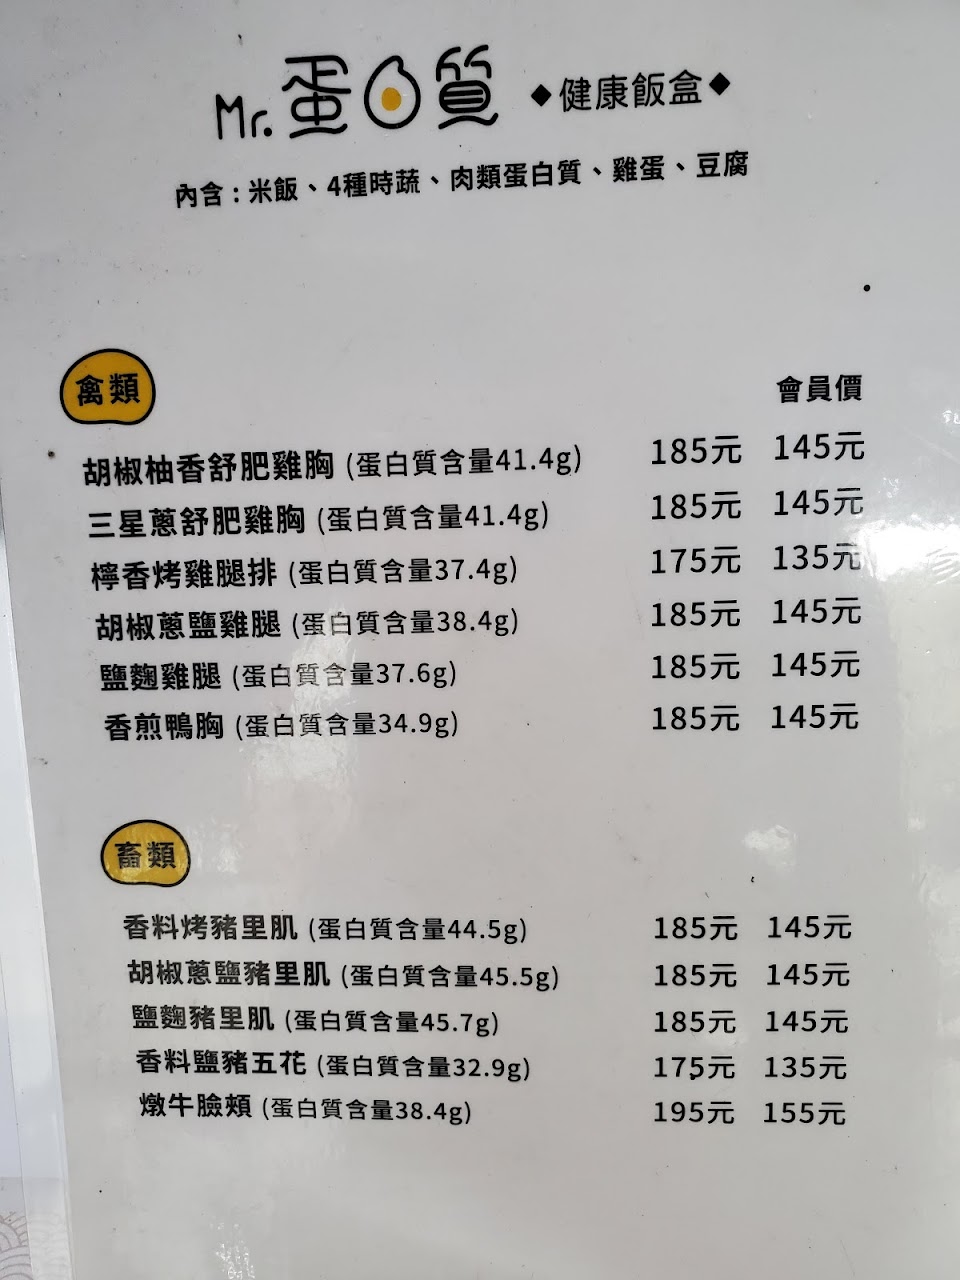 Mr.蛋白質 ◆健康飯盒◆
內含：米飯、4種時蔬、肉類蛋白質、雞蛋、豆腐
禽類
會員價
胡椒柚香舒肥雞胸 (蛋白質含量41.4g) 185元 145元
三星蔥舒肥雞胸 (蛋白質含量41.4g) 185元 145元
檸香烤雞腿排 (蛋白質含量37.4g) 175元 135元
胡椒蔥鹽雞腿 (蛋白質含量38.4g) 185元 145元
鹽麴雞腿 (蛋白質含量37.6g) 185元 145元
香煎鴨胸 (蛋白質含量34.9g) 185元 145元
畜類
香料烤豬里肌 (蛋白質含量44.5g) 185元 145元
胡椒蔥鹽豬里肌 (蛋白質含量45.5g) 185元 145元
鹽麴豬里肌 (蛋白質含量45.7g) 185元 145元
香料鹽豬五花 (蛋白質含量32.9g) 175元 135元
燉牛臉頰 (蛋白質含量38.4g) 195元 155元